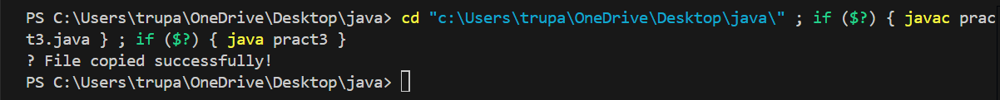 PS C:\Users\trupa\OneDrive\Desktop\java> cd "c:\Users\trupa\OneDrive\Desktop\java\" ; if ($?) { javac prac
t3.java } ; if ($?) { java pract3 }
? File copied successfully!
PS C:\Users\trupa\OneDrive\Desktop\java>